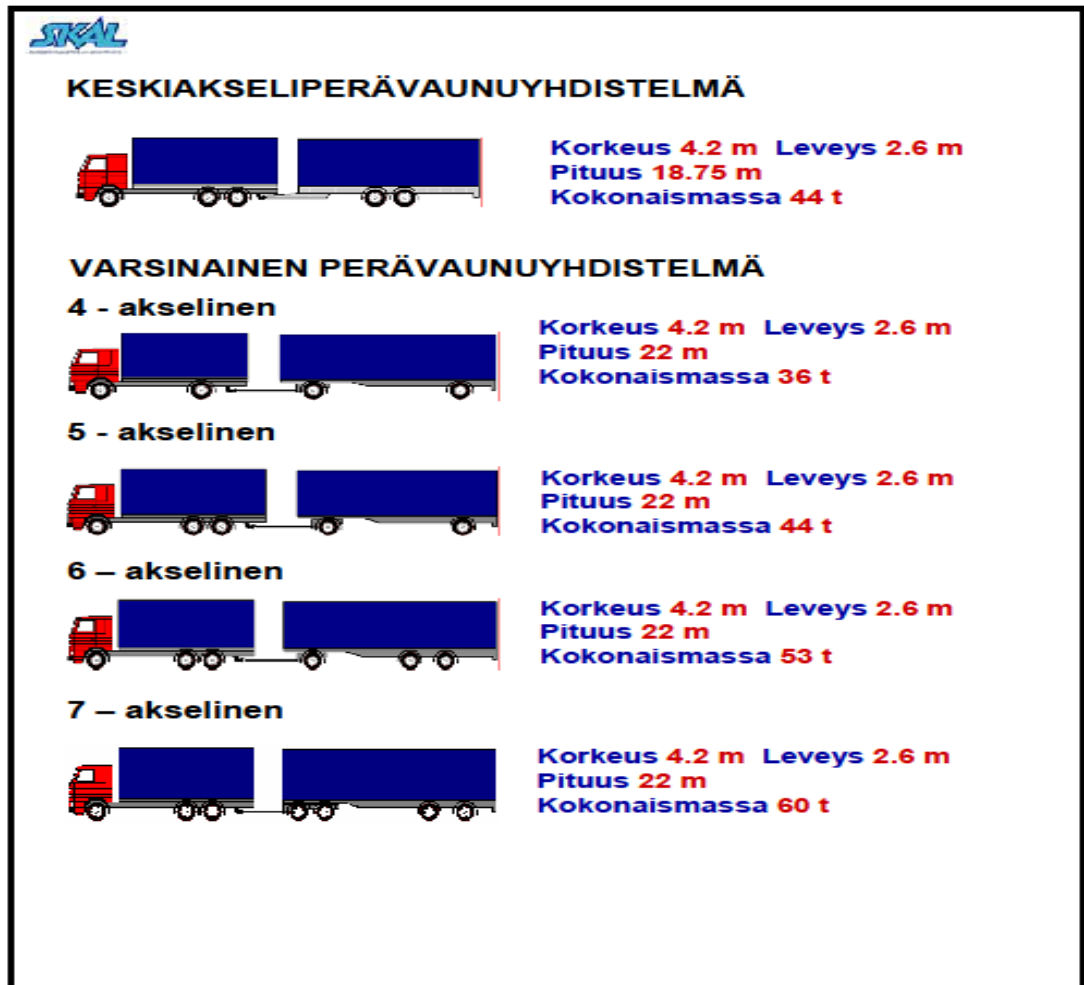 SKAL
KESKIAKSELIPERÄVAUNUYHDISTELMÄ
Korkeus 4.2 m Leveys 2.6 m
Pituus 18.75 m
Kokonaismassa 44 t
VARSINAINEN PERÄVAUNUYHDISTELMÄ
4 - akselinen
Korkeus 4.2 m Leveys 2.6 m
Pituus 22 m
Kokonaismassa 36 t
5 - akselinen
Korkeus 4.2 m Leveys 2.6 m
Pituus 22 m
Kokonaismassa 44 t
6 – akselinen
Korkeus 4.2 m Leveys 2.6 m
Pituus 22 m
Kokonaismassa 53 t
7 – akselinen
Korkeus 4.2 m Leveys 2.6 m
Pituus 22 m
Kokonaismassa 60 t